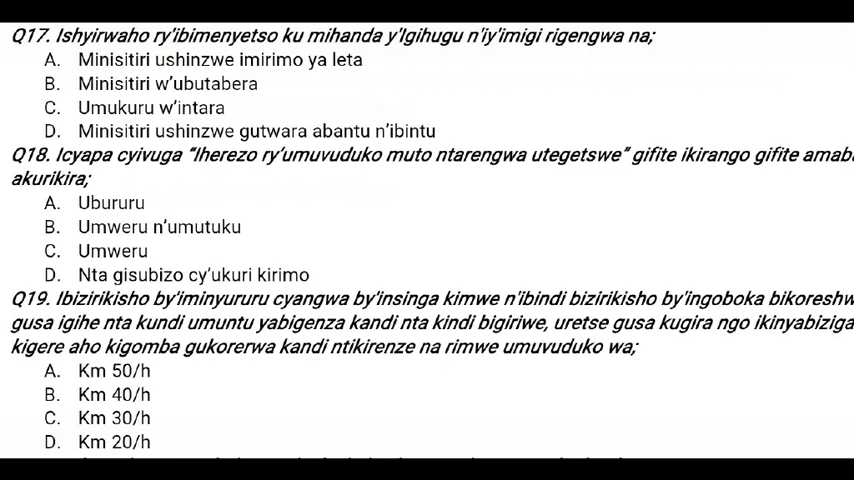 Q17. Ishyirwaho ry'ibimenyetso ku mihanda y'Igihugu n'iy'imigi rigengwa na;
A. Minisitiri ushinzwe imirimo ya leta
B. Minisitiri w'ubutabera
C. Umukuru w'intara
D. Minisitiri ushinzwe gutwara abantu n'ibintu
Q18. Icyapa cyivuga “Iherezo ry'umuvuduko muto ntarengwa utegetswe” gifite ikirango gifite
akurikira;
A. Ubururu
B. Umweru n'umutuku
C. Umweru
D. Nta gisubizo cy'ukuri kirimo
Q19. Ibizirikisho by'iminyururu cyangwa by'insinga kimwe n'ibindi bizirikisho by'ingoboka
gusa igihe nta kundi umuntu yabigenza kandi nta kindi bigiriwe, uretse gusa kugira ngo
kigere aho kigomba gukorerwa kandi ntikirenze na rimwe umuvuduko wa;
A. Km 50/h
B. Km 40/h
C. Km 30/h
D. Km 20/h